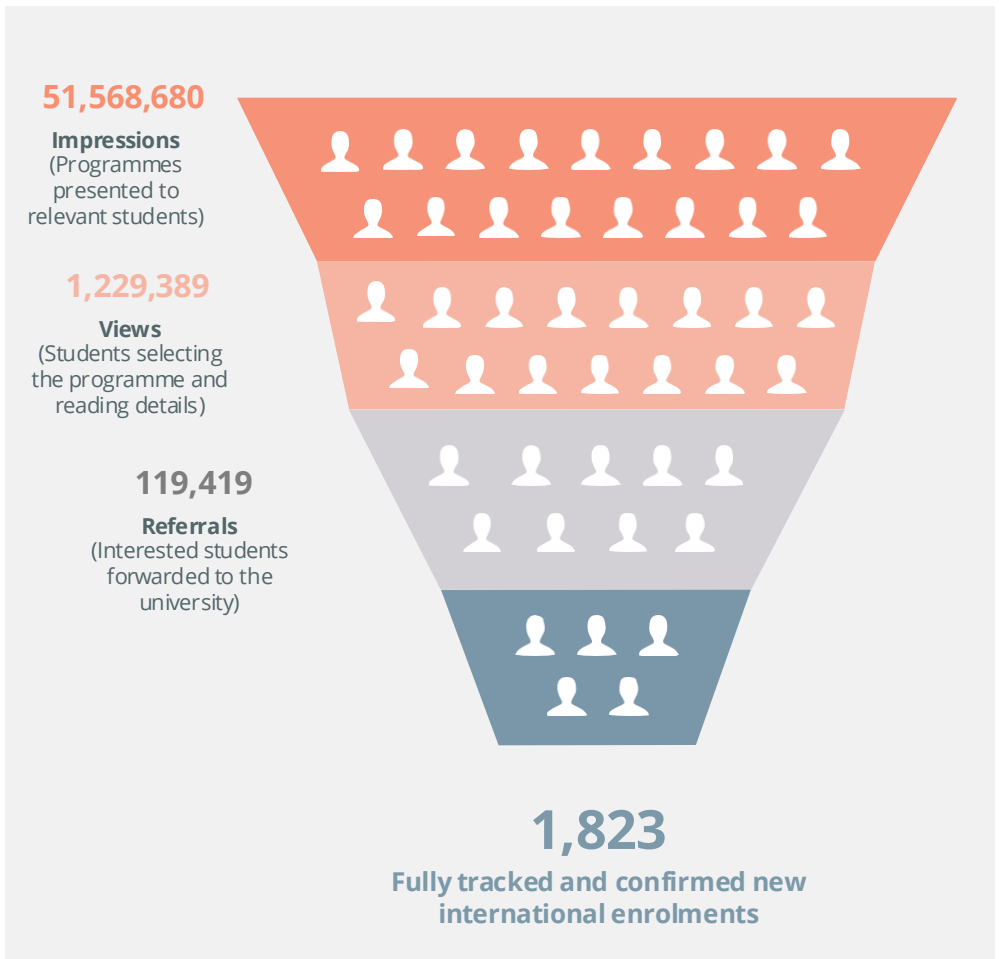 51,568,680
Impressions
(Programmes
presented to
relevant students)
1,229,389
Views
(Students selecting
the programme and
reading details)
119,419
Referrals
(Interested students
forwarded to the
university)
1,823
Fully tracked and confirmed new
international enrolments